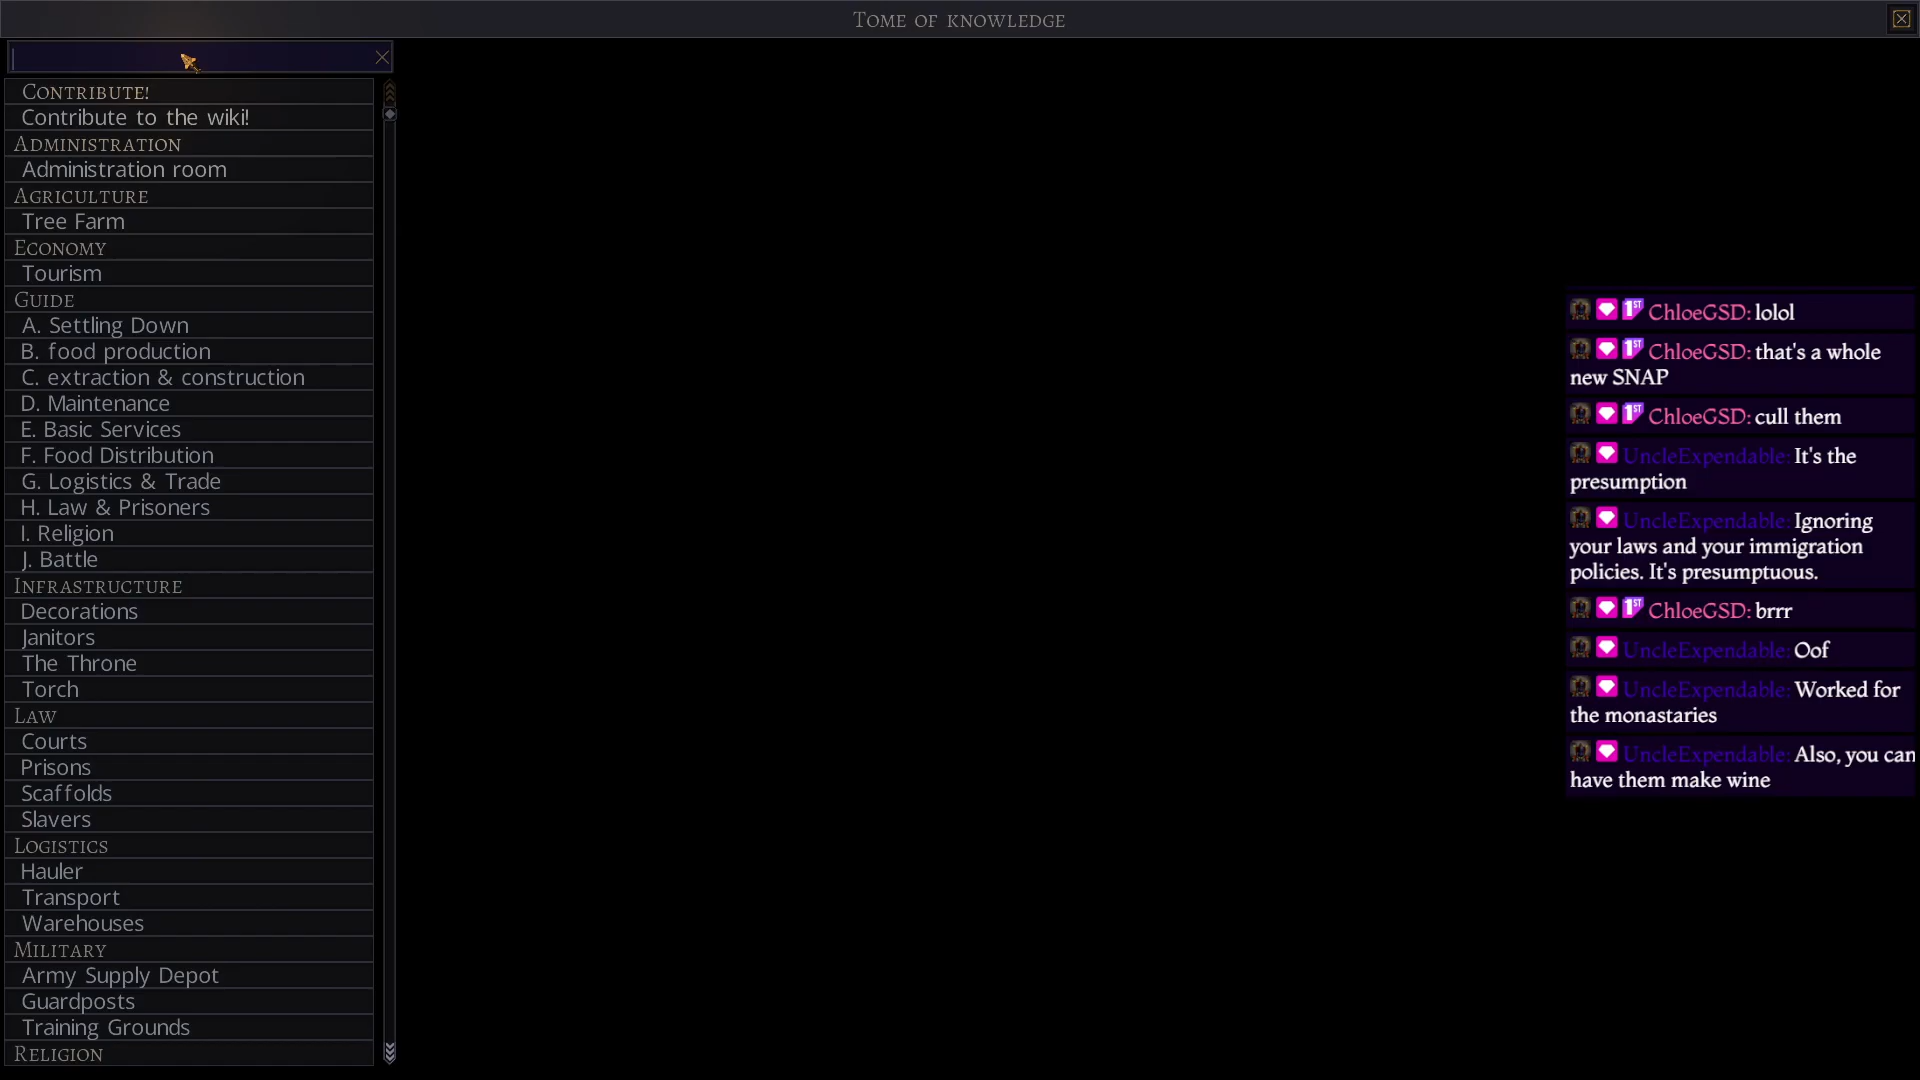 Tome of knowledge
Contribute!
Contribute to the wiki!
Administration
Administration room
Agriculture
Tree Farm
Economy
Tourism
Guide
A. Settling Down
B. food production
C. extraction & construction
D. Maintenance
E. Basic Services
F. Food Distribution
G. Logistics & Trade
H. Law & Prisoners
I. Religion
J. Battle
Infrastructure
Decorations
Janitors
The Throne
Torch
Law
Courts
Prisons
Scaffolds
Slavers
Logistics
Hauler
Transport
Warehouses
Military
Army Supply Depot
Guardposts
Training Grounds
Religion
1ST ChloeGSD: lolol
1ST ChloeGSD: that's a whole
new SNAP
1ST ChloeGSD: cull them
UncleExpendable: It's the
presumption
UncleExpendable: Ignoring
your laws and your immigration
policies. It's presumptuous.
1ST ChloeGSD: brrr
UncleExpendable: Oof
UncleExpendable: Worked for
the monastaries
UncleExpendable: Also, you can
have them make wine